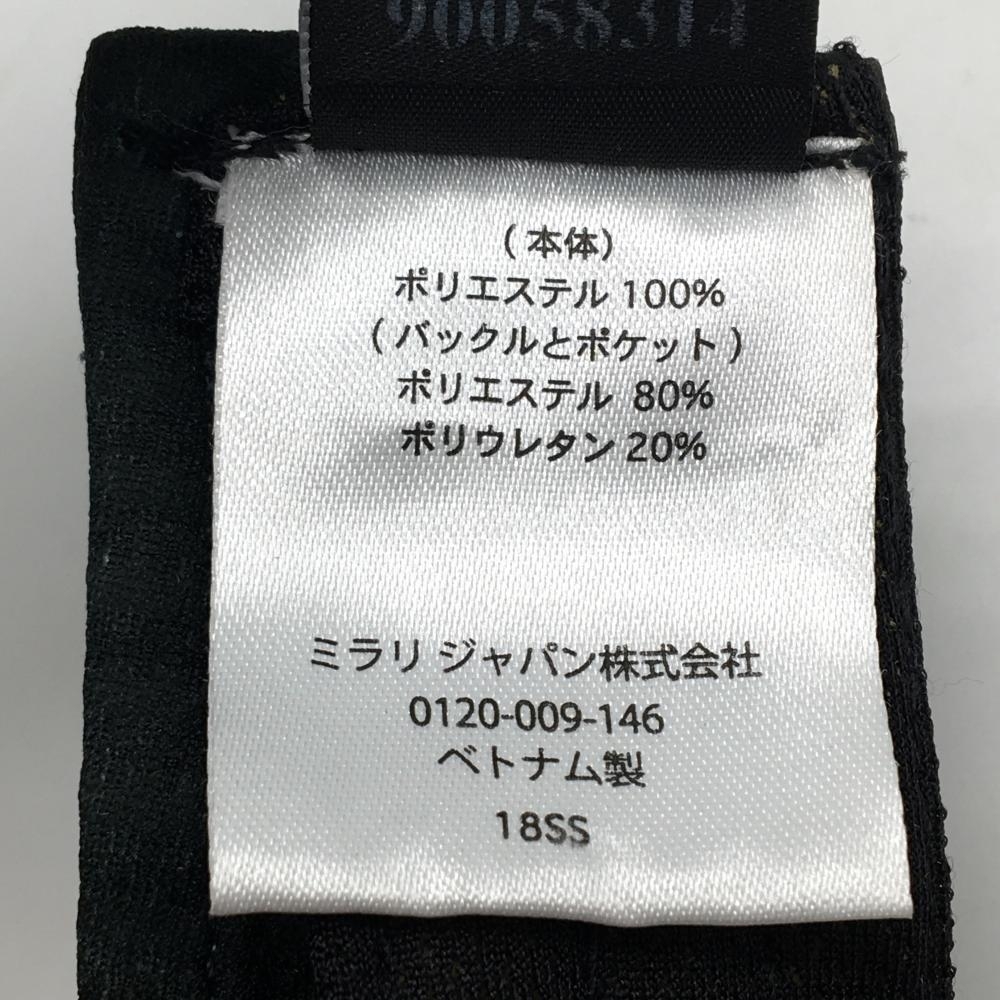 90058314
(本体)
ポリエステル 100%
(バックルとポケット)
ポリエステル 80%
ポリウレタン 20%
ミラリ ジャパン株式会社
0120-009-146
ベトナム製
18SS